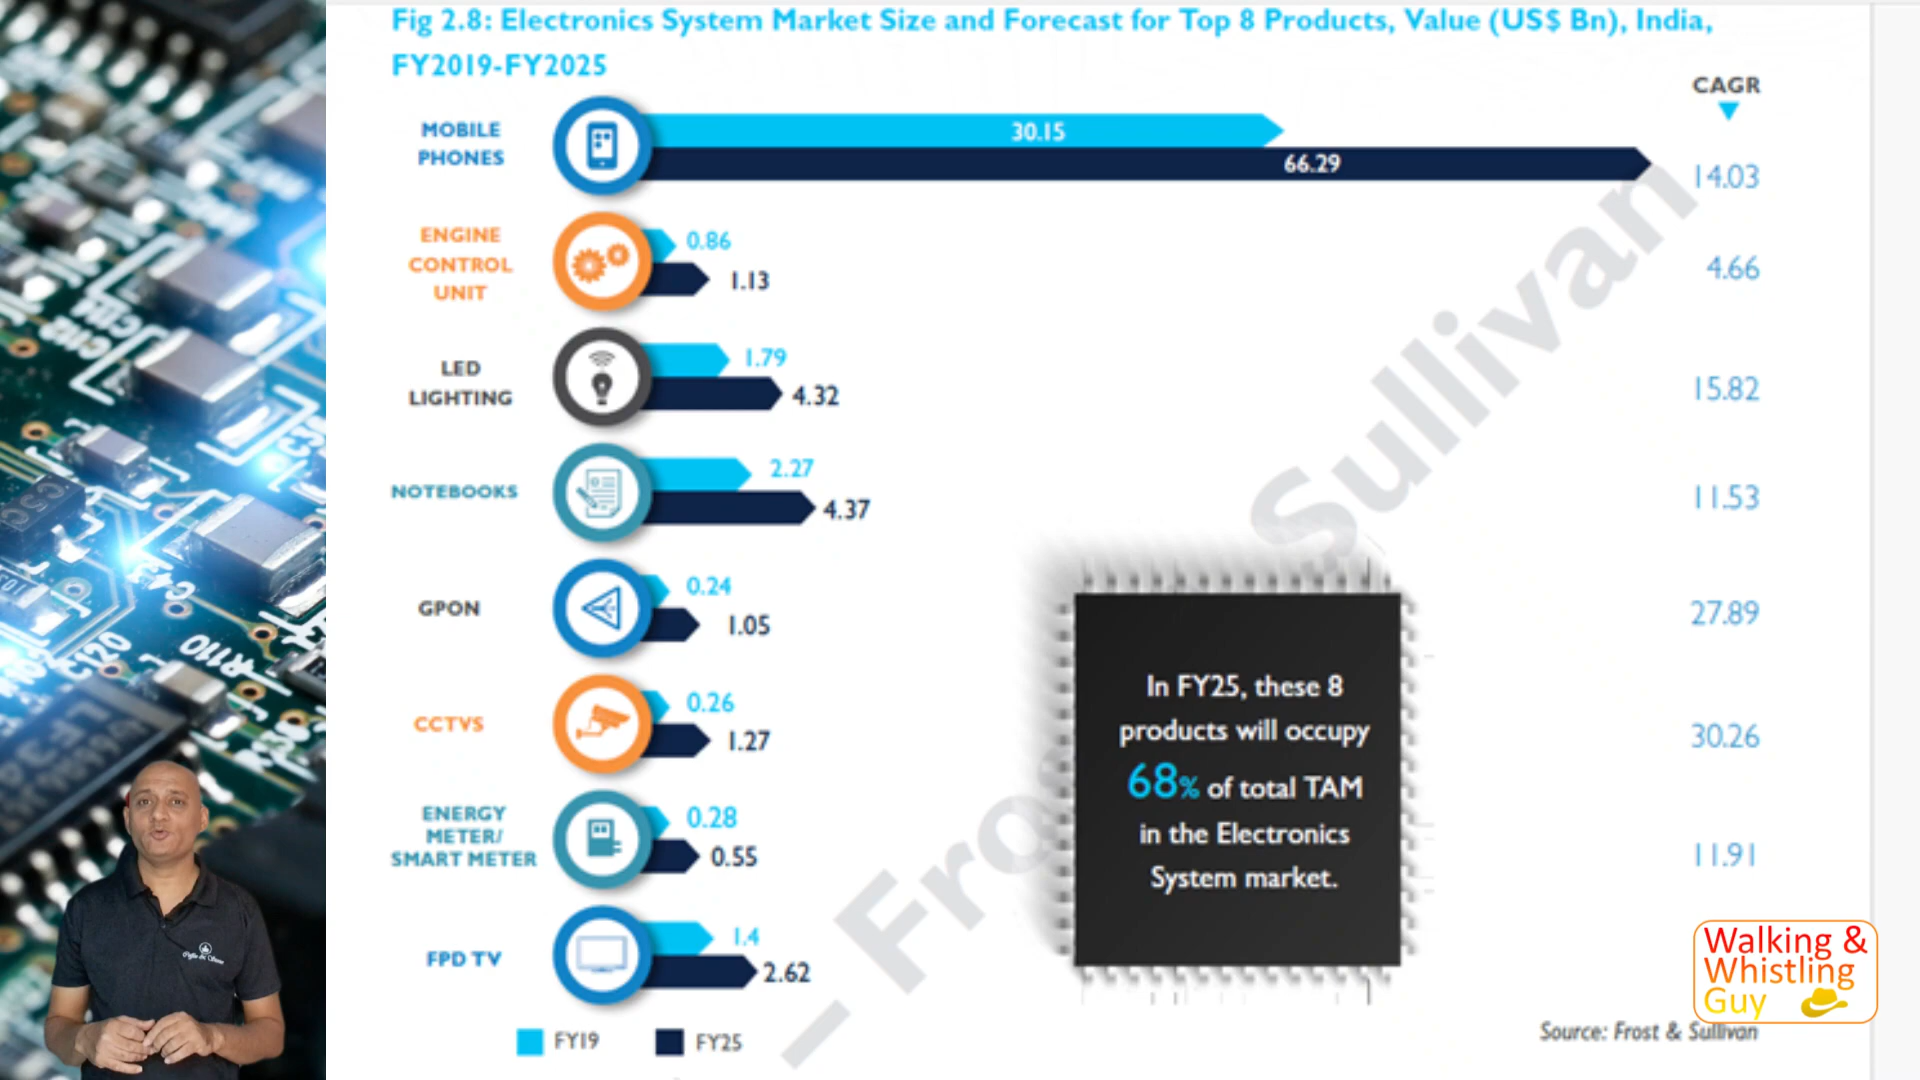 Fig 2.8: Electronics System Market Size and Forecast for Top 8 Products, Value (US$ Bn), India,
FY2019-FY2025
CAGR
MOBILE
PHONES
30.15
66.29
14.03
ENGINE
CONTROL
UNIT
0.86
1.13
4.66
LED
LIGHTING
1.79
4.32
15.82
NOTEBOOKS
2.27
4.37
11.53
GPON
0.24
1.05
27.89
CCTVS
0.26
1.27
30.26
ENERGY
METER/
SMART METER
0.28
0.55
11.91
FPD TV
1.4
2.62
In FY25, these 8
products will occupy
68% of total TAM
in the Electronics
System market.
FY19
FY25
Source: Frost & Sullivan
Walking &
Whistling
Guy
Sullivan
R110
C120